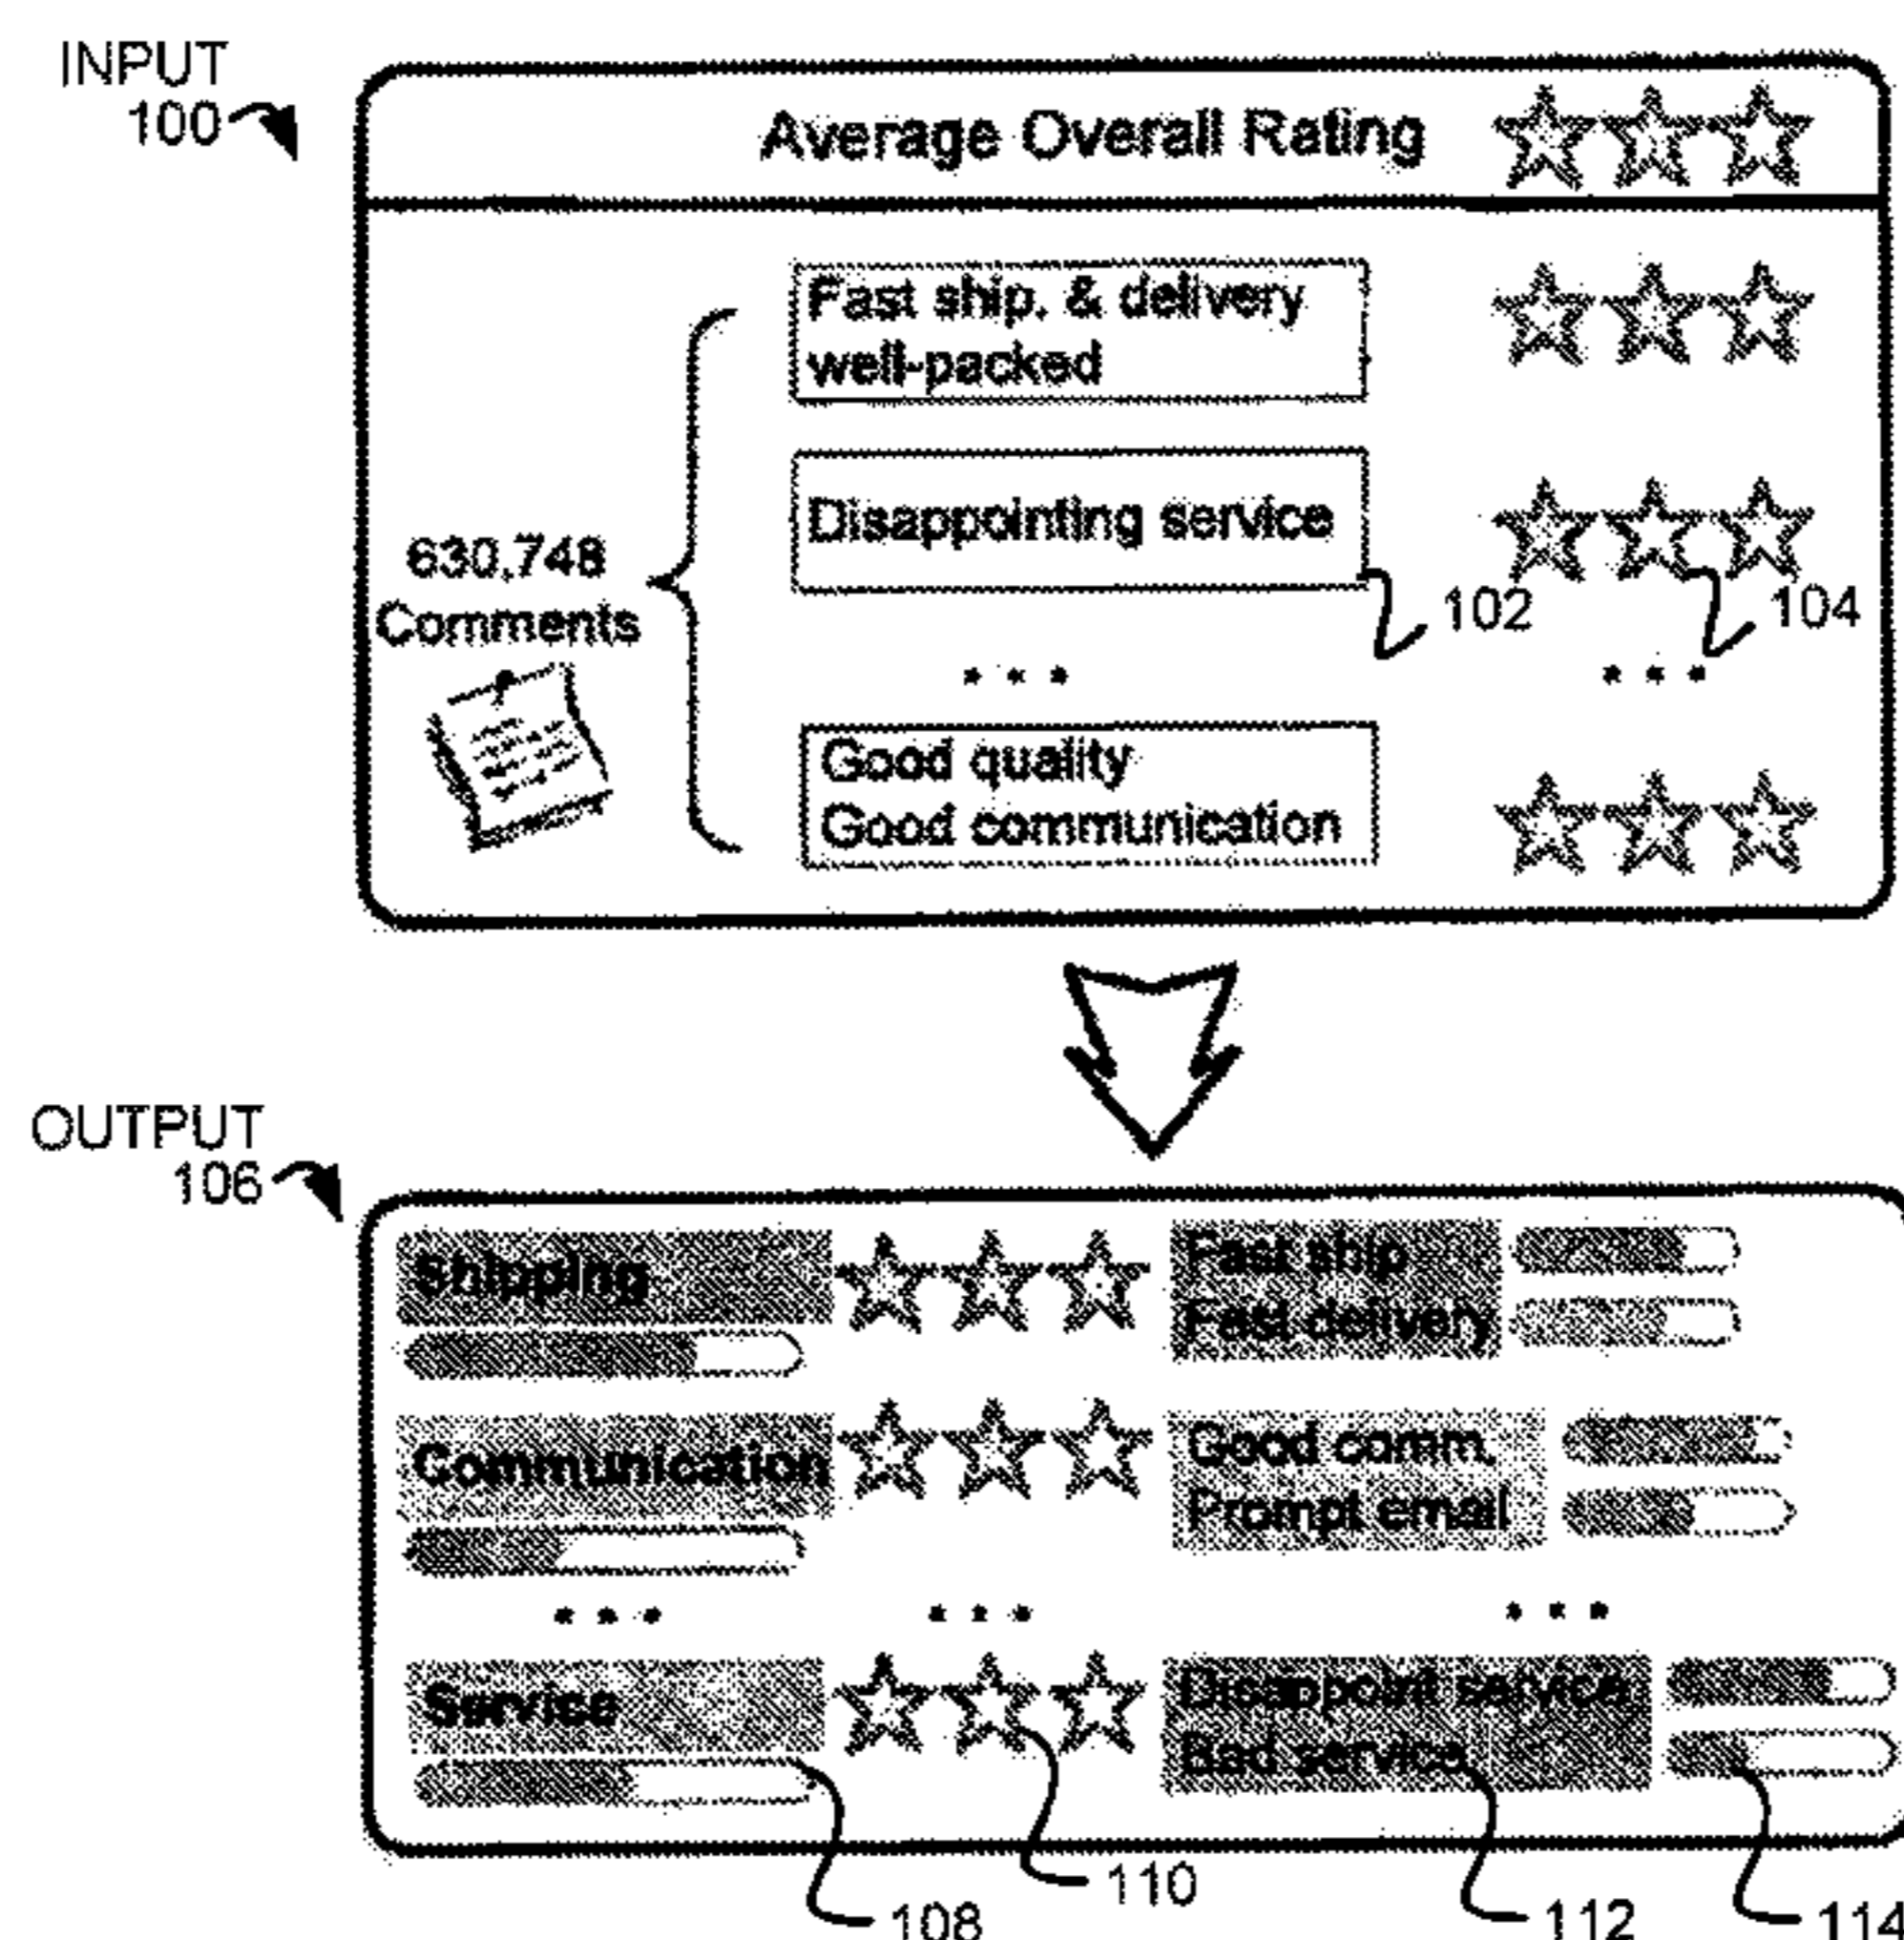 INPUT
100
Average Overall Rating
Fast ship. & delivery
well-packed
Disappointing service
630,748
Comments
102
104
Good quality
Good communication
OUTPUT
106
Shipping
Fast ship
Fast delivery
Communication
Good comm.
Prompt email
Service
Disappoint service
Bad service
108
110
112
114